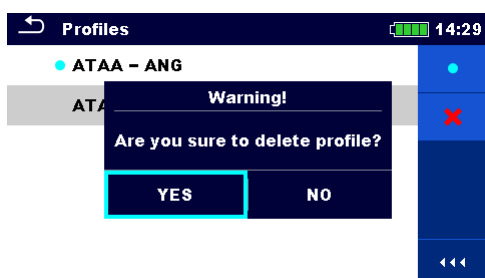 Profiles
14:29
ATAA – ANG
ATA
Warning!
Are you sure to delete profile?
YES
NO